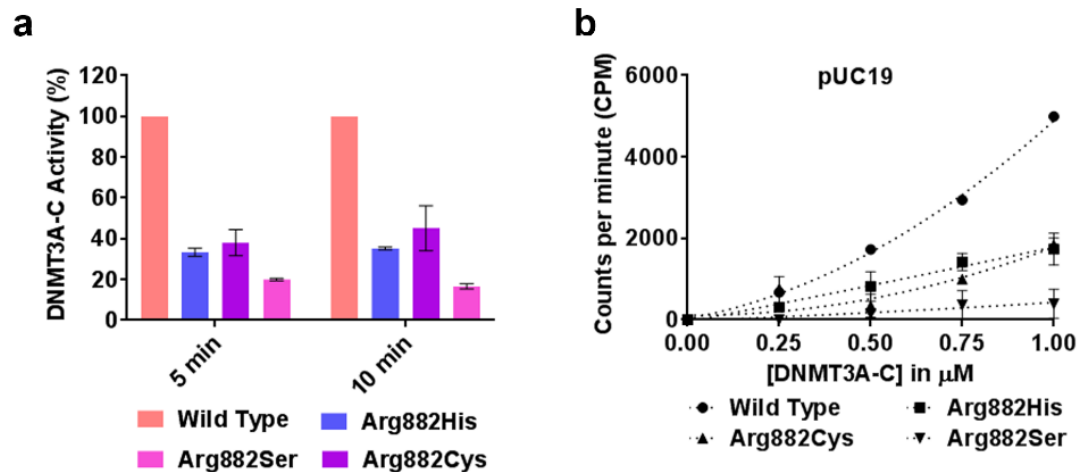 a
DNMT3A-C Activity (%)
120
100
80
60
40
20
0
5 min
10 min
Wild Type
Arg882His
Arg882Ser
Arg882Cys
b
pUC19
Counts per minute (CPM)
6000
4000
2000
0
0.00 0.25 0.50 0.75 1.00
[DNMT3A-C] in μM
Wild Type
Arg882His
Arg882Cys
Arg882Ser